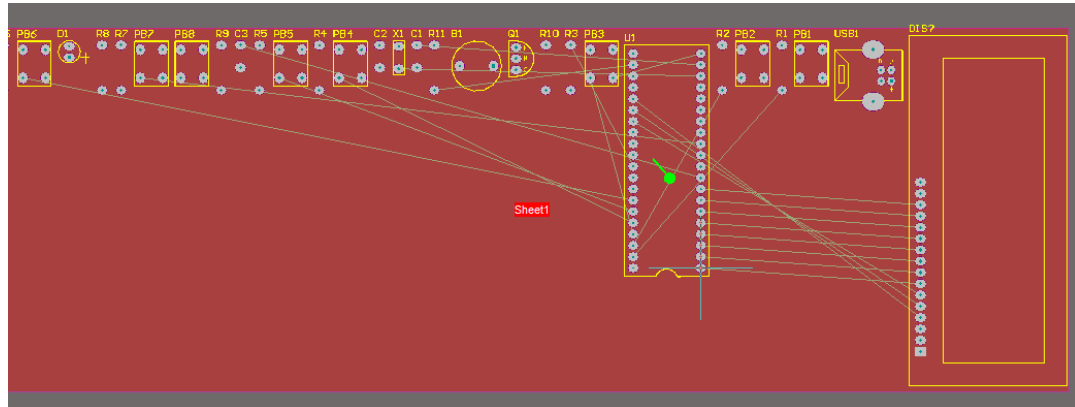 PB6 D1 R8 R7 PB7 PB8 R9 C3 R5 PB5 R4 PB4 C2 X1 C1 R11 B1 Q1 R10 R3 PB3 U1 R2 PB2 R1 PB1 USB1 DIS?
Sheet1